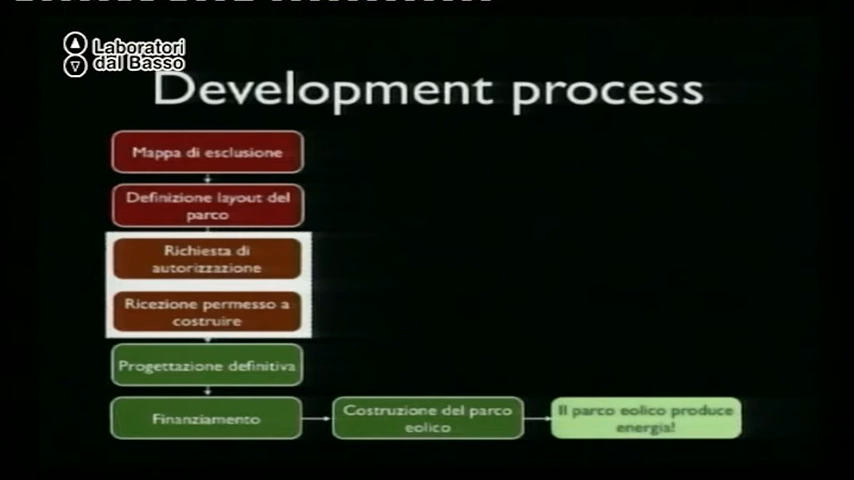 Laboratori
dal Basso
Development process
Mappa di esclusione
Definizione layout del
parco
Richiesta di
autorizzazione
Ricezione permesso a
costruire
Progettazione definitiva
Finanziamento
Costruzione del parco
eolico
Il parco eolico produce
energia!